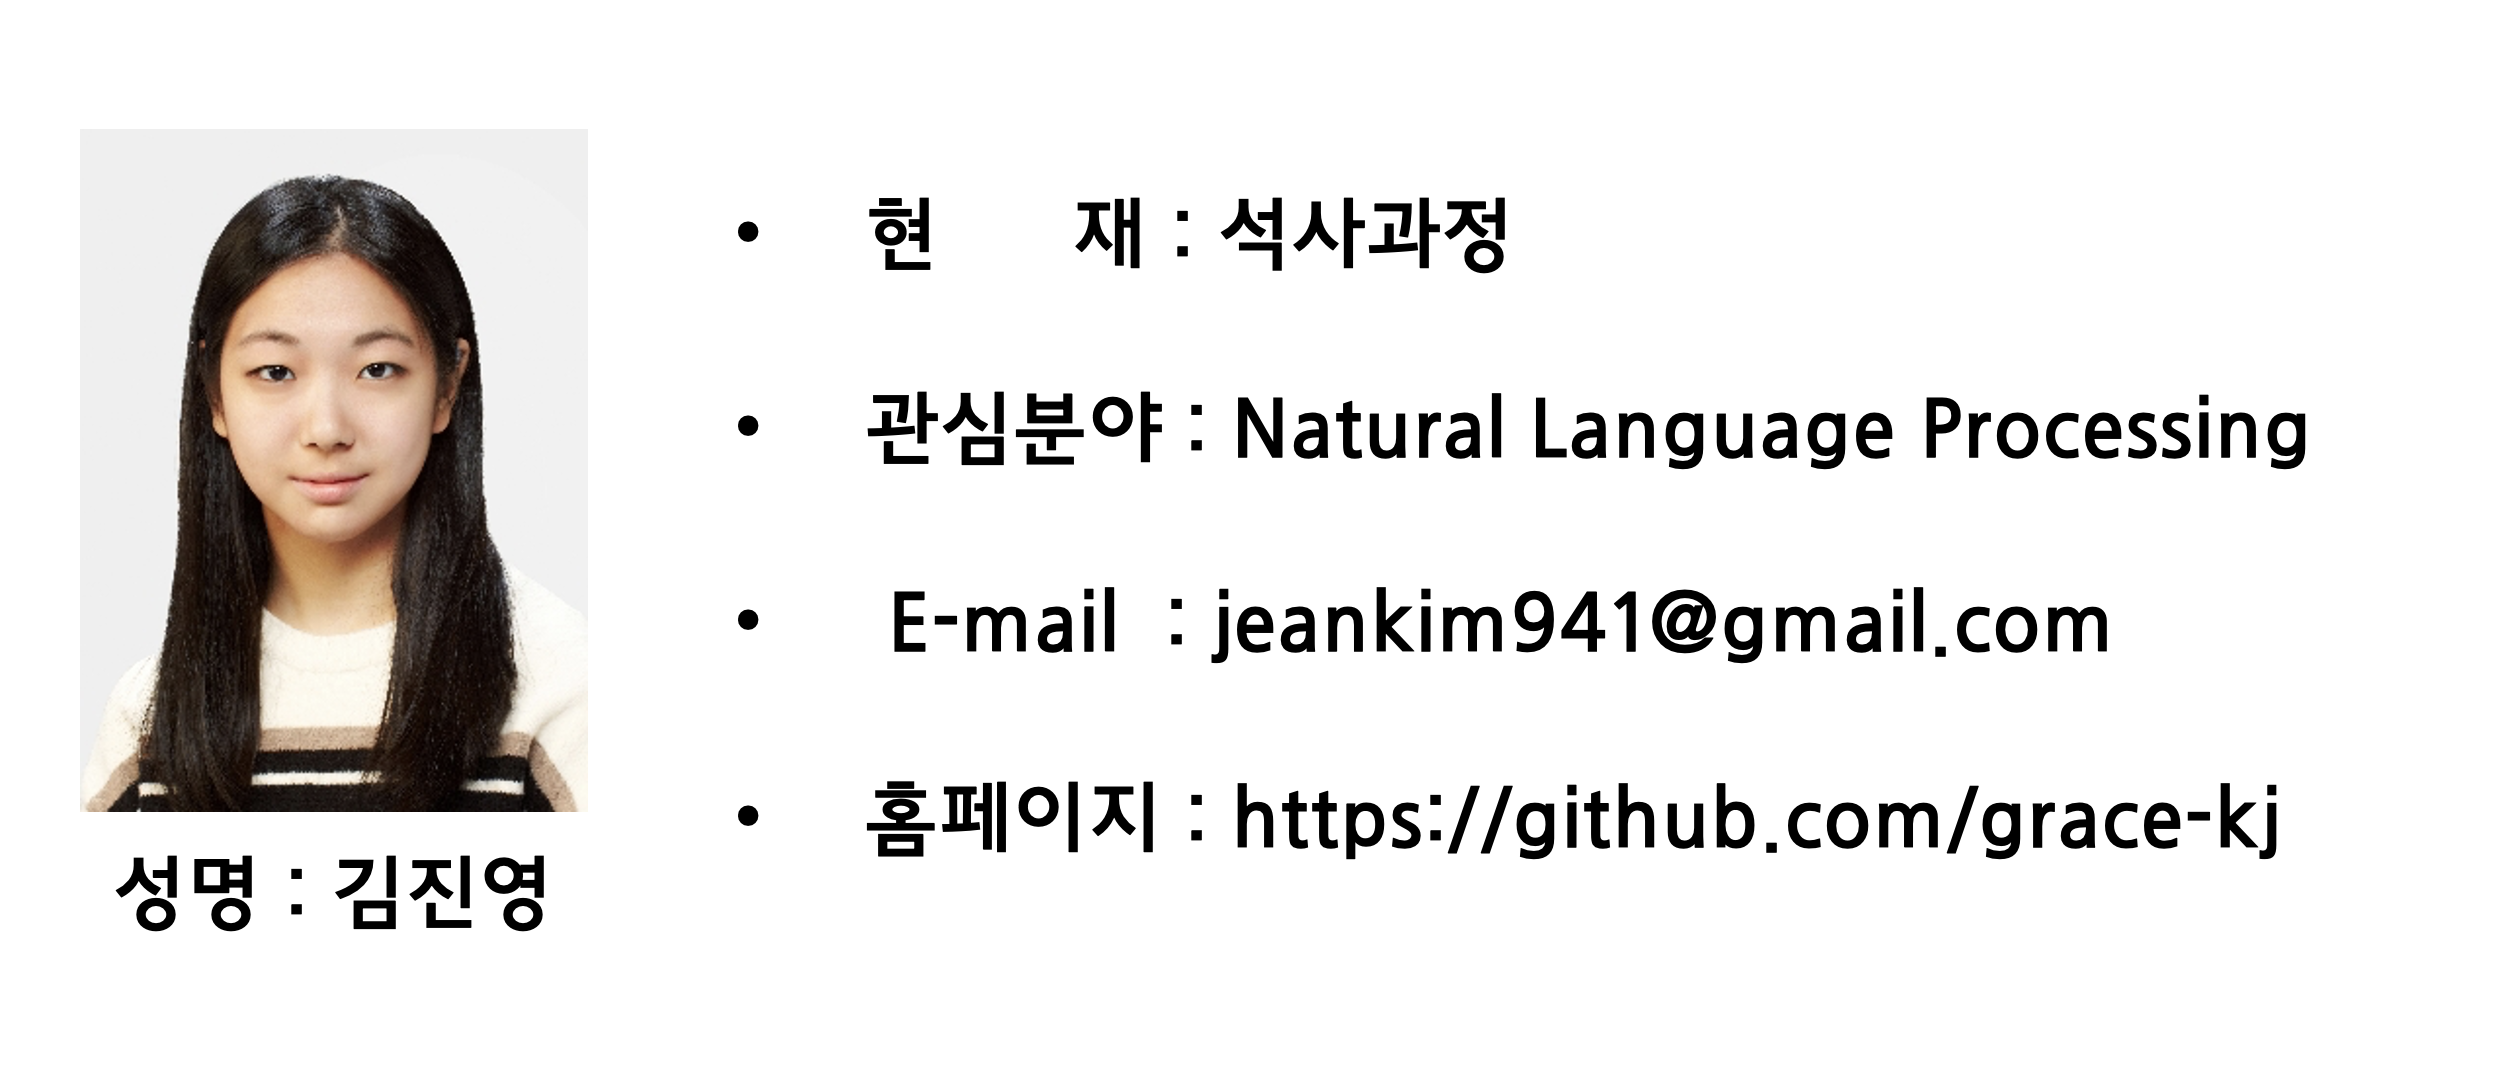 • 현 재 : 석사과정
• 관심분야 : Natural Language Processing
• E-mail : jeankim941@gmail.com
• 홈페이지 : https://github.com/grace-kj
성명 : 김진영